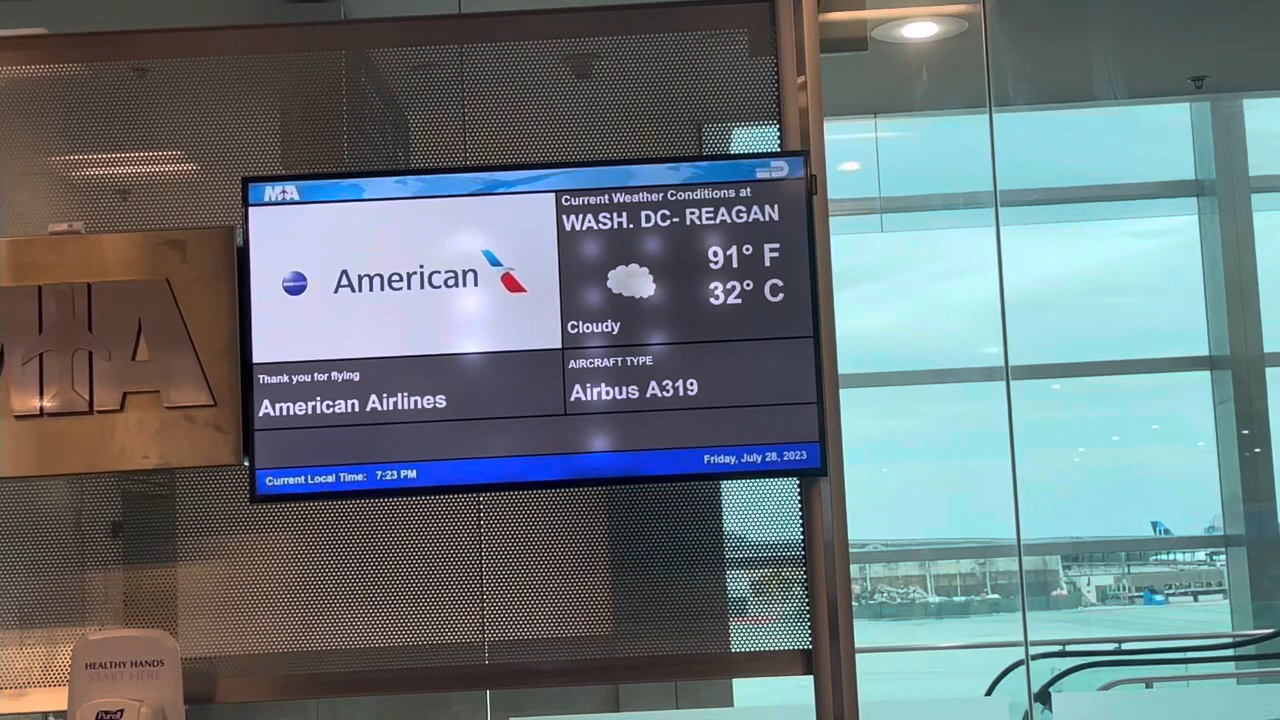 MIA
Current Weather Conditions at
WASH. DC- REAGAN
91° F
32° C
Cloudy
American
Thank you for flying
American Airlines
AIRCRAFT TYPE
Airbus A319
Current Local Time: 7:23 PM
Friday, July 28, 2023
IA
HEALTHY HANDS
START HERE
Purell